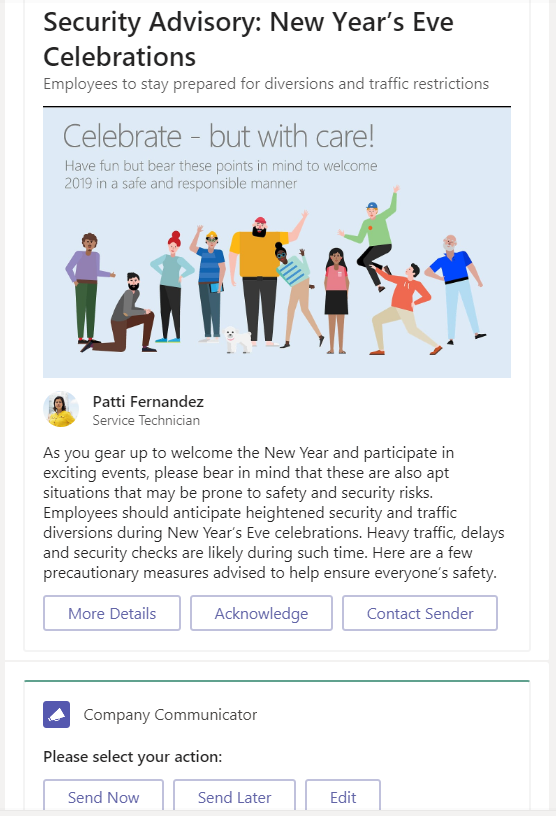 Security Advisory: New Year’s Eve
Celebrations
Employees to stay prepared for diversions and traffic restrictions
Celebrate - but with care!
Have fun but bear these points in mind to welcome
2019 in a safe and responsible manner
Patti Fernandez
Service Technician
As you gear up to welcome the New Year and participate in
exciting events, please bear in mind that these are also apt
situations that may be prone to safety and security risks.
Employees should anticipate heightened security and traffic
diversions during New Year’s Eve celebrations. Heavy traffic, delays
and security checks are likely during such time. Here are a few
precautionary measures advised to help ensure everyone’s safety.
More Details Acknowledge Contact Sender
Company Communicator
Please select your action:
Send Now Send Later Edit